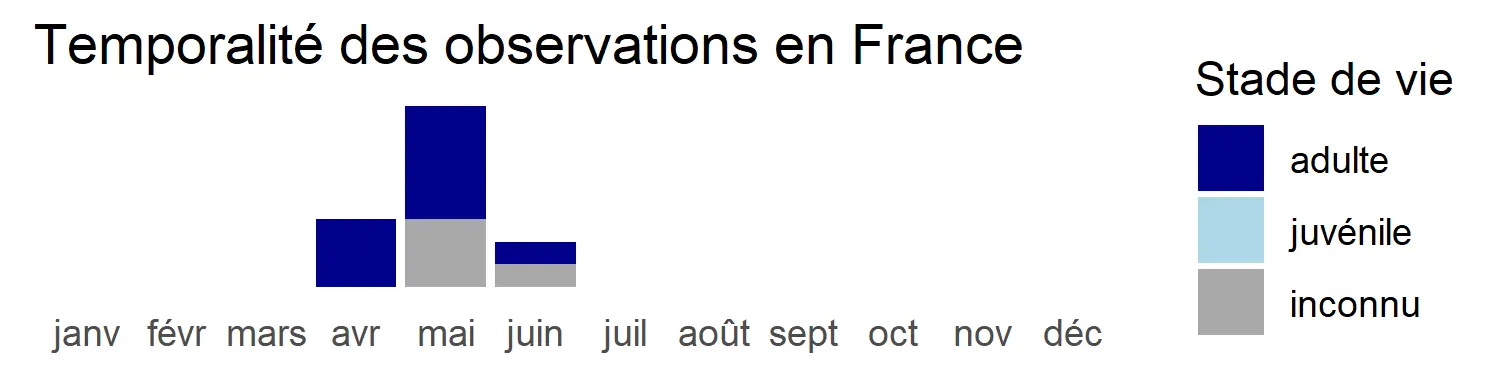 Temporalité des observations en France
Stade de vie
adulte
juvénile
inconnu
janv févr mars avr mai juin juil août sept oct nov déc